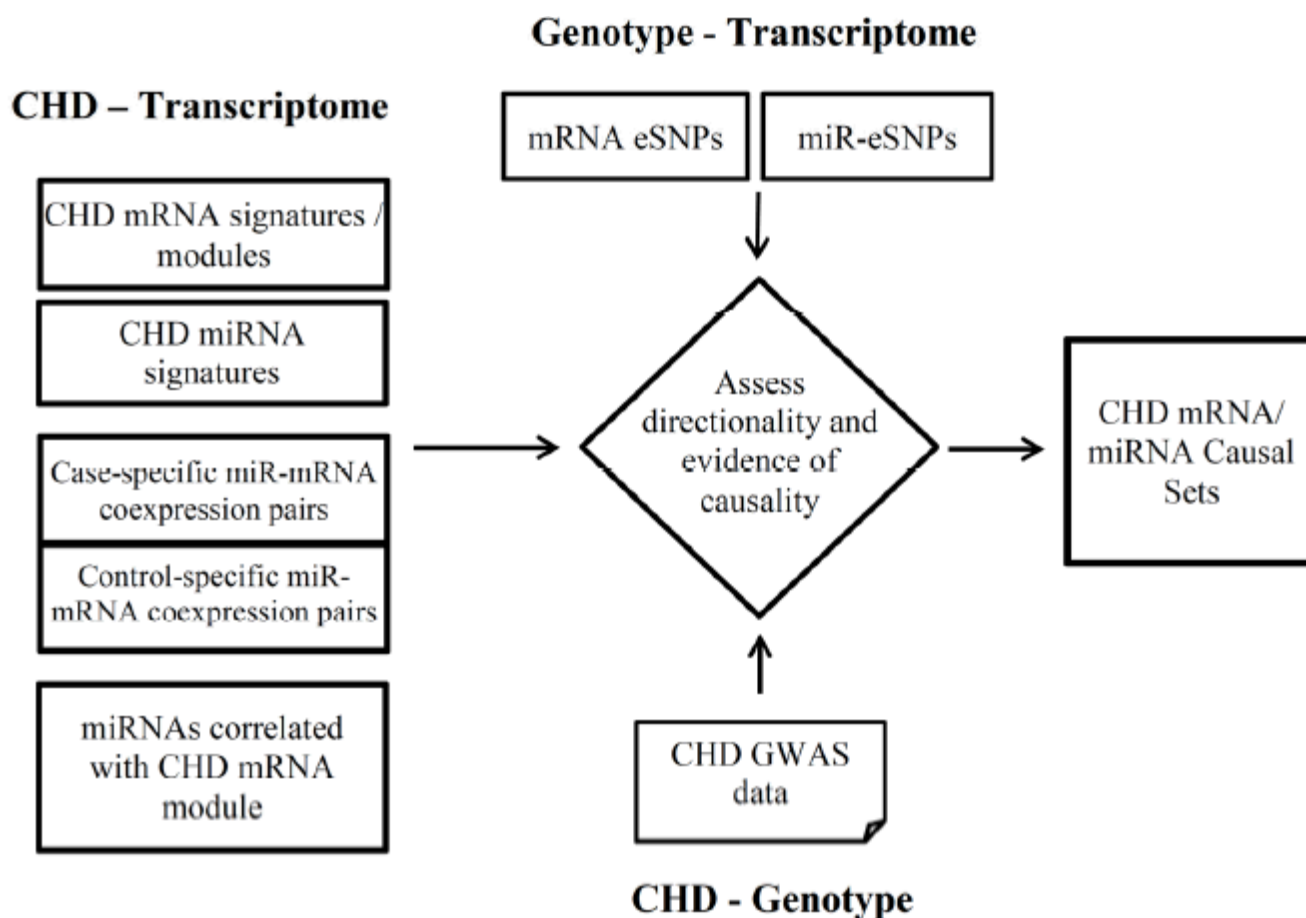 Genotype - Transcriptome
CHD – Transcriptome
mRNA eSNPs
miR-eSNPs
CHD mRNA signatures /
modules
CHD miRNA
signatures
Case-specific miR-mRNA
coexpression pairs
Control-specific miR-
mRNA coexpression pairs
miRNAs correlated
with CHD mRNA
module
Assess
directionality and
evidence of
causality
CHD mRNA/
miRNA Causal
Sets
CHD GWAS
data
CHD - Genotype